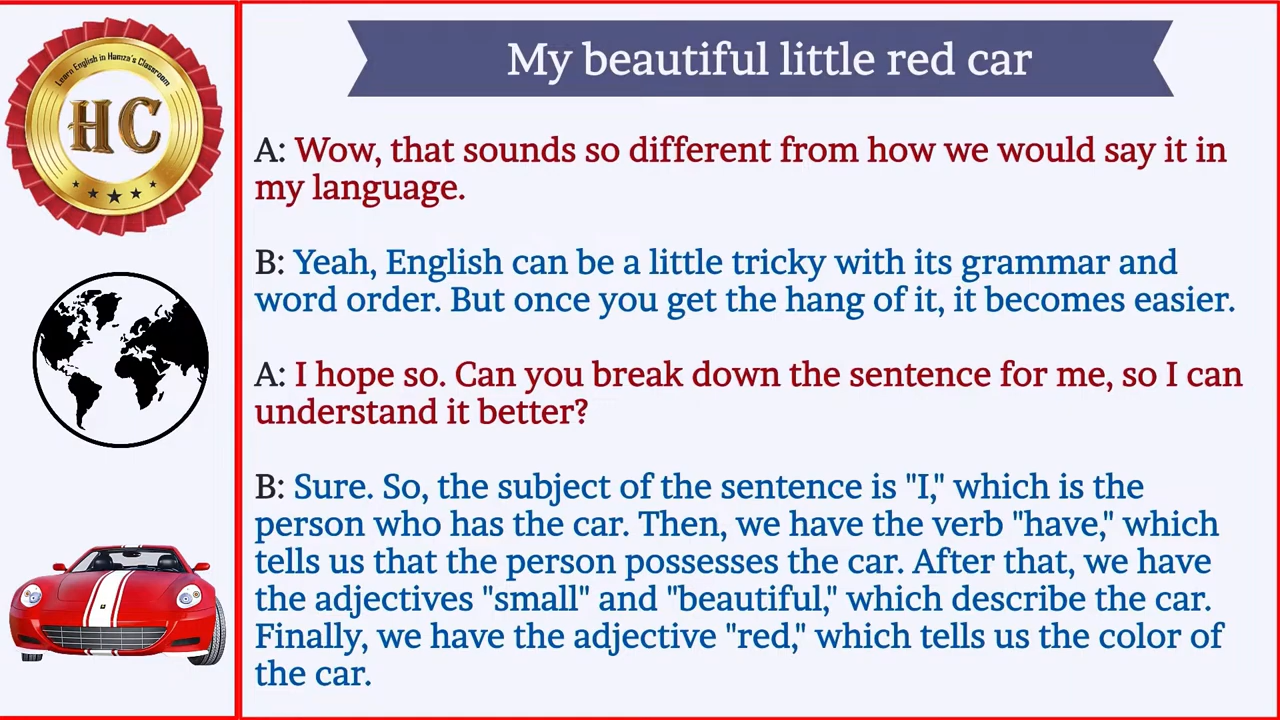 Learn English in Hamza's Classroom
HC
My beautiful little red car
A: Wow, that sounds so different from how we would say it in
my language.
B: Yeah, English can be a little tricky with its grammar and
word order. But once you get the hang of it, it becomes easier.
A: I hope so. Can you break down the sentence for me, so I can
understand it better?
B: Sure. So, the subject of the sentence is "I," which is the
person who has the car. Then, we have the verb "have," which
tells us that the person possesses the car. After that, we have
the adjectives "small" and "beautiful," which describe the car.
Finally, we have the adjective "red," which tells us the color of
the car.